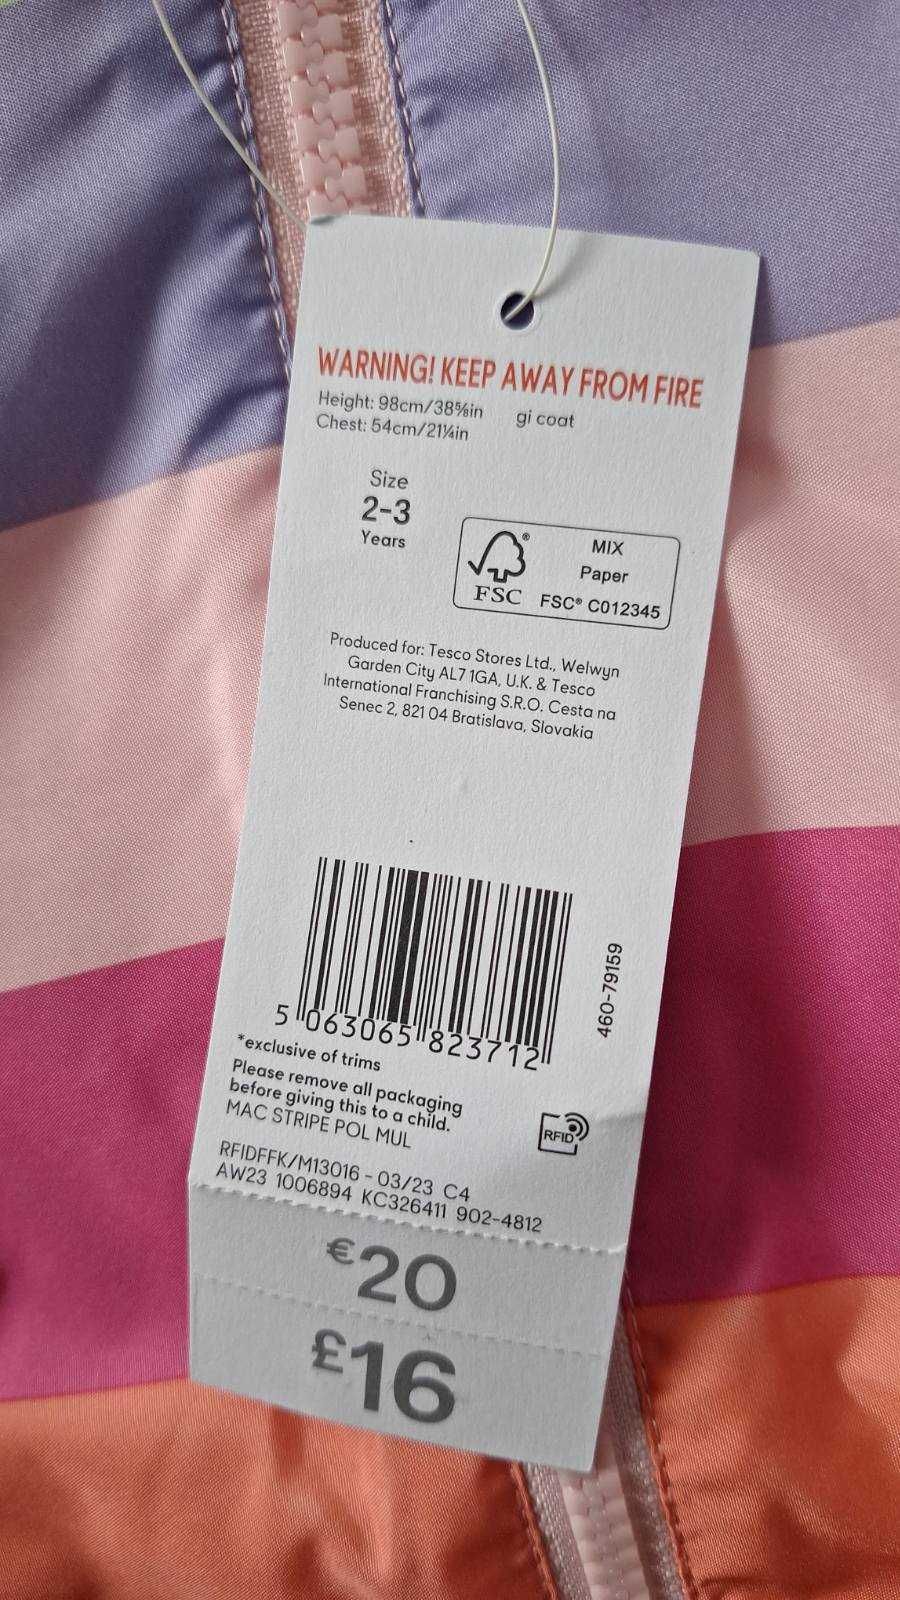 WARNING! KEEP AWAY FROM FIRE
Height: 98cm/38⅝in gi coat
Chest: 54cm/21¼in
Size
2-3
Years
FSC®
MIX
Paper
FSC® C012345
Produced for: Tesco Stores Ltd., Welwyn
Garden City AL7 1GA, U.K. & Tesco
International Franchising S.R.O. Cesta na
Senec 2, 821 04 Bratislava, Slovakia
460-79159
5 063065 823712
*exclusive of trims
Please remove all packaging
before giving this to a child.
MAC STRIPE POL MUL
RFID
RFIDFFK/M13016 - 03/23 C4
AW23 1006894 KC326411 902-4812
€20
£16